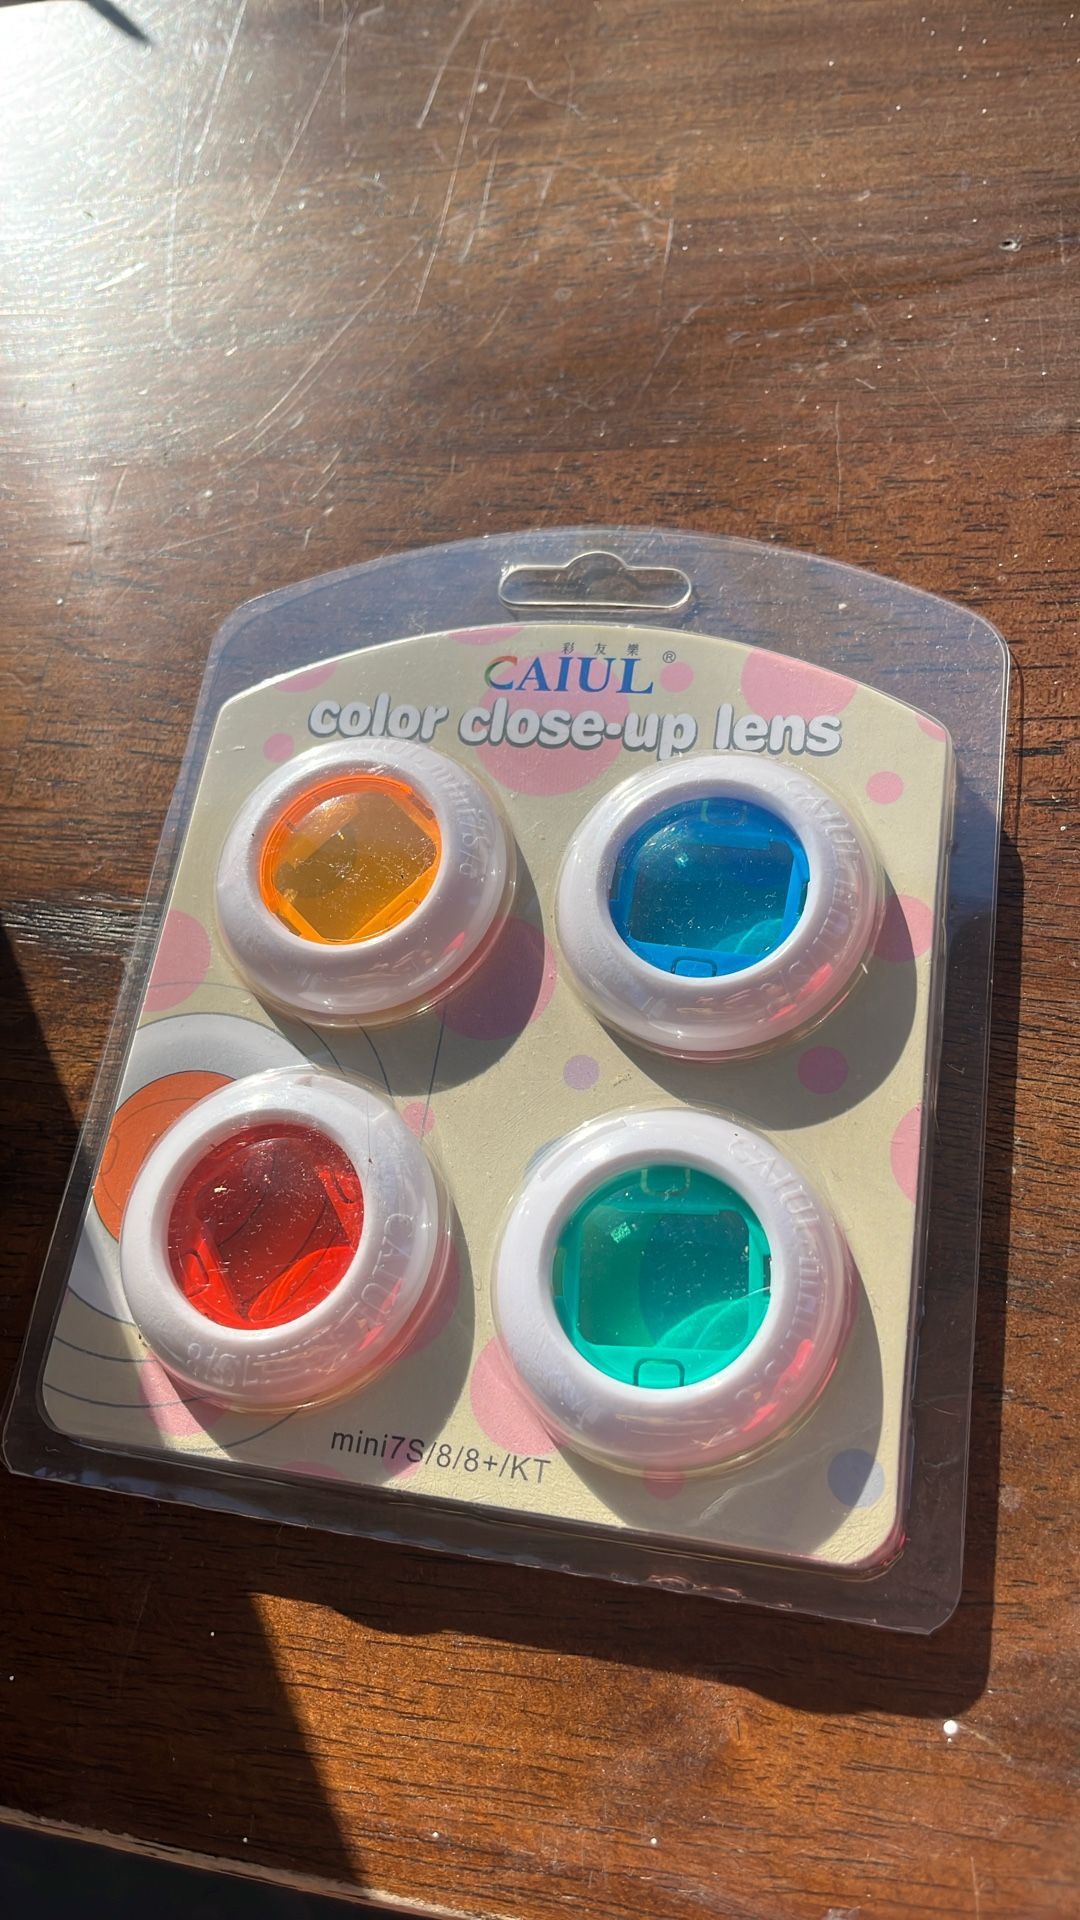 彩友樂
CAIUL®
color close-up lens
mini7S/8/8+/KT